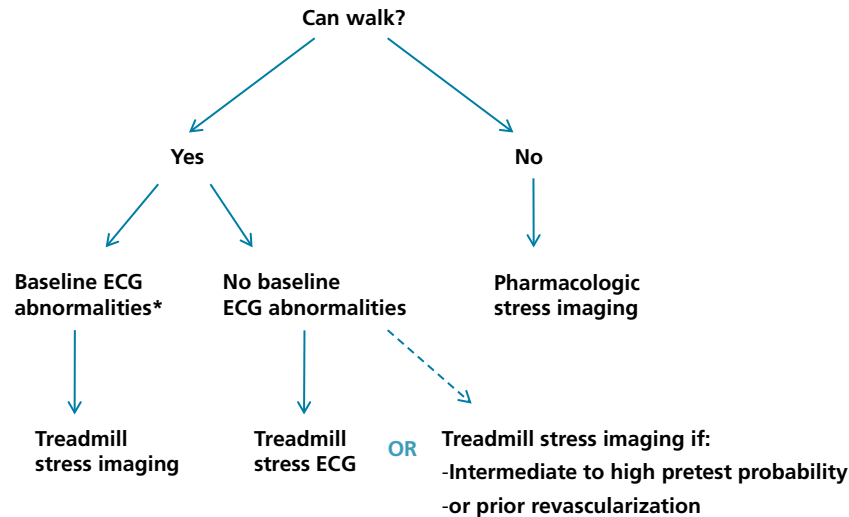 Can walk?
Yes
No
Baseline ECG
abnormalities*
No baseline
ECG abnormalities
Pharmacologic
stress imaging
Treadmill
stress imaging
Treadmill
stress ECG
OR
Treadmill stress imaging if:
-Intermediate to high pretest probability
-or prior revascularization